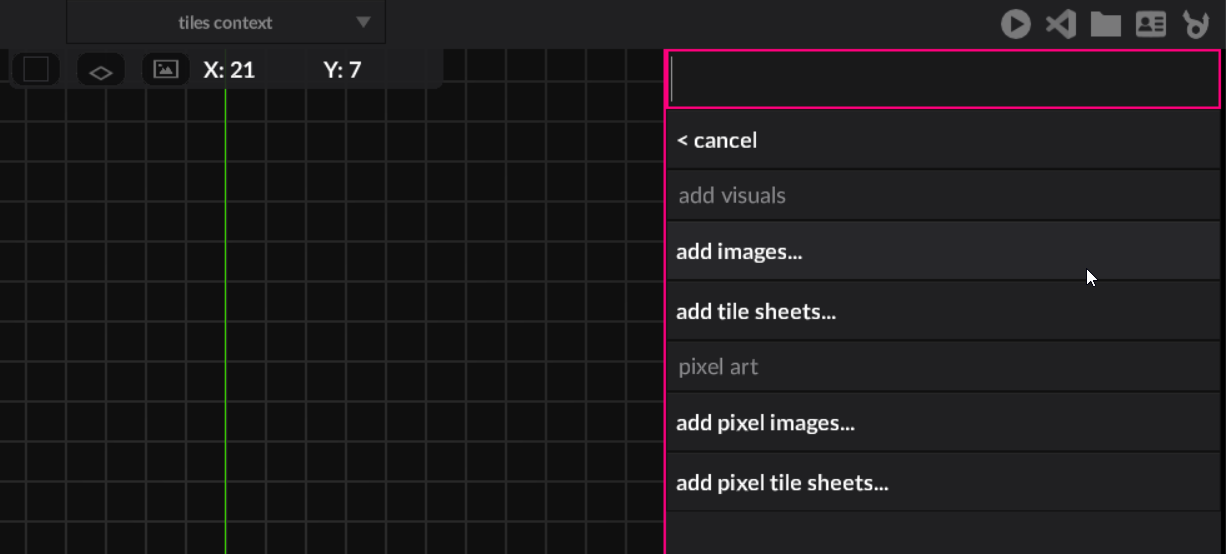 tiles context
X: 21 Y: 7
< cancel
add visuals
add images...
add tile sheets...
pixel art
add pixel images...
add pixel tile sheets...